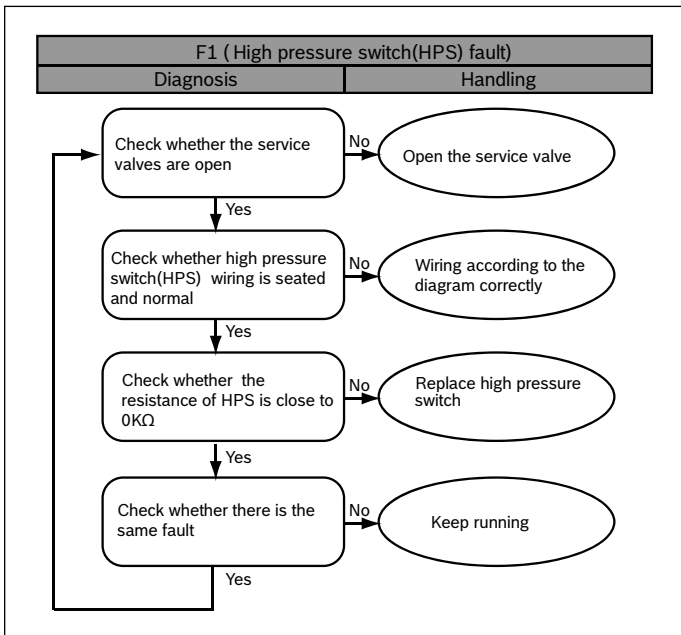 F1 ( High pressure switch(HPS) fault)
Diagnosis
Handling
Check whether the service
valves are open
No
Open the service valve
Yes
Check whether high pressure
switch(HPS) wiring is seated
and normal
No
Wiring according to the
diagram correctly
Yes
Check whether the
resistance of HPS is close to
0KΩ
No
Replace high pressure
switch
Yes
Check whether there is the
same fault
No
Keep running
Yes